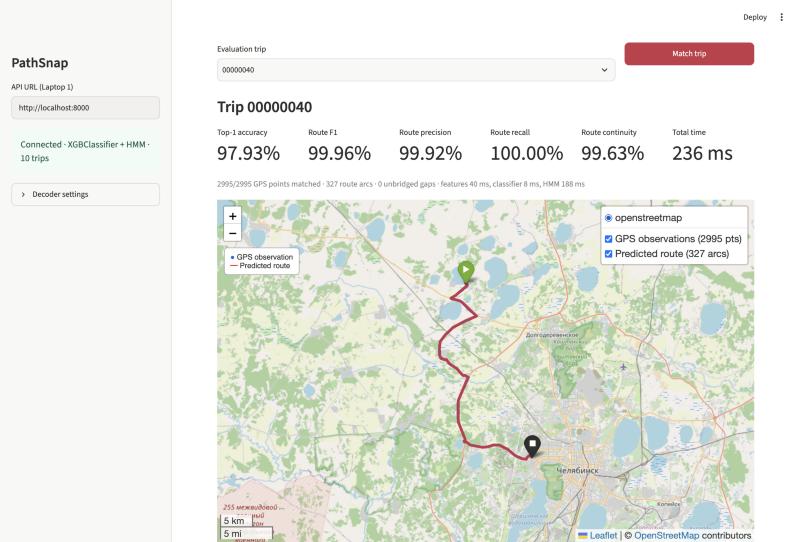 Deploy
PathSnap
API URL (Laptop 1)
http://localhost:8000
Connected · XGBClassifier + HMM ·
10 trips
Decoder settings
Evaluation trip
00000040
Match trip
Trip 00000040
Top-1 accuracy
97.93%
Route F1
99.96%
Route precision
99.92%
Route recall
100.00%
Route continuity
99.63%
Total time
236 ms
2995/2995 GPS points matched · 327 route arcs · 0 unbridged gaps · features 40 ms, classifier 8 ms, HMM 188 ms
+
−
GPS observation
Predicted route
openstreetmap
GPS observations (2995 pts)
Predicted route (327 arcs)
Долгодеревенское
Челябинск
Копейск
255 межвидовой
5 km
5 mi
Leaflet | © OpenStreetMap contributors